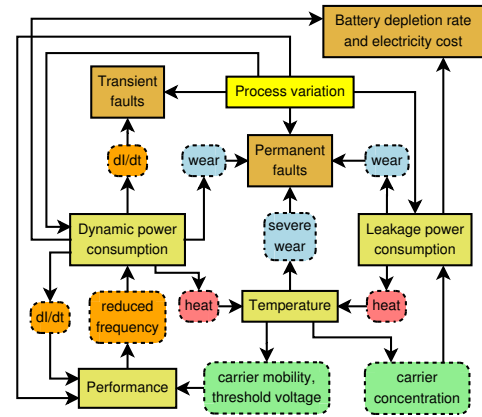 Battery depletion rate
and electricity cost
Transient
faults
Process variation
dI/dt
wear
Permanent
faults
wear
Dynamic power
consumption
severe
wear
Leakage power
consumption
dI/dt
reduced
frequency
heat
Temperature
heat
Performance
carrier mobility,
threshold voltage
carrier
concentration